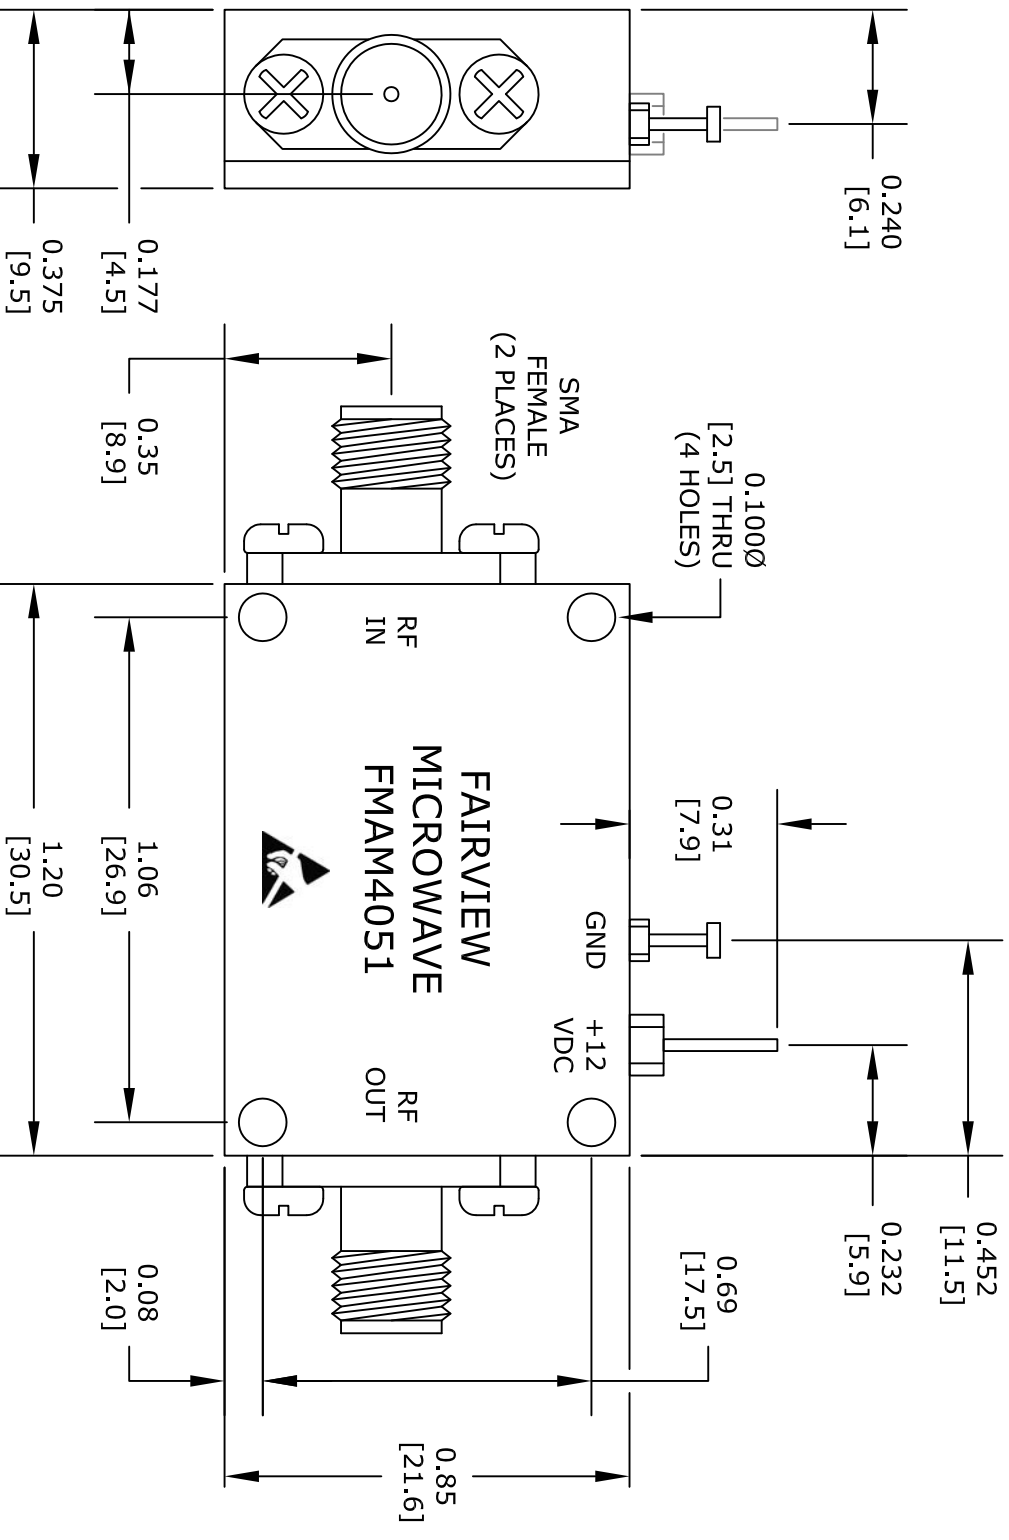 0.240
[6.1]
0.177
[4.5]
0.375
[9.5]
0.452
[11.5]
0.232
[5.9]
0.31
[7.9]
0.100Ø
[2.5] THRU
(4 HOLES)
SMA
FEMALE
(2 PLACES)
0.35
[8.9]
GND
+12
VDC
RF
IN
FAIRVIEW
MICROWAVE
FMAM4051
RF
OUT
0.69
[17.5]
0.85
[21.6]
0.08
[2.0]
1.06
[26.9]
1.20
[30.5]